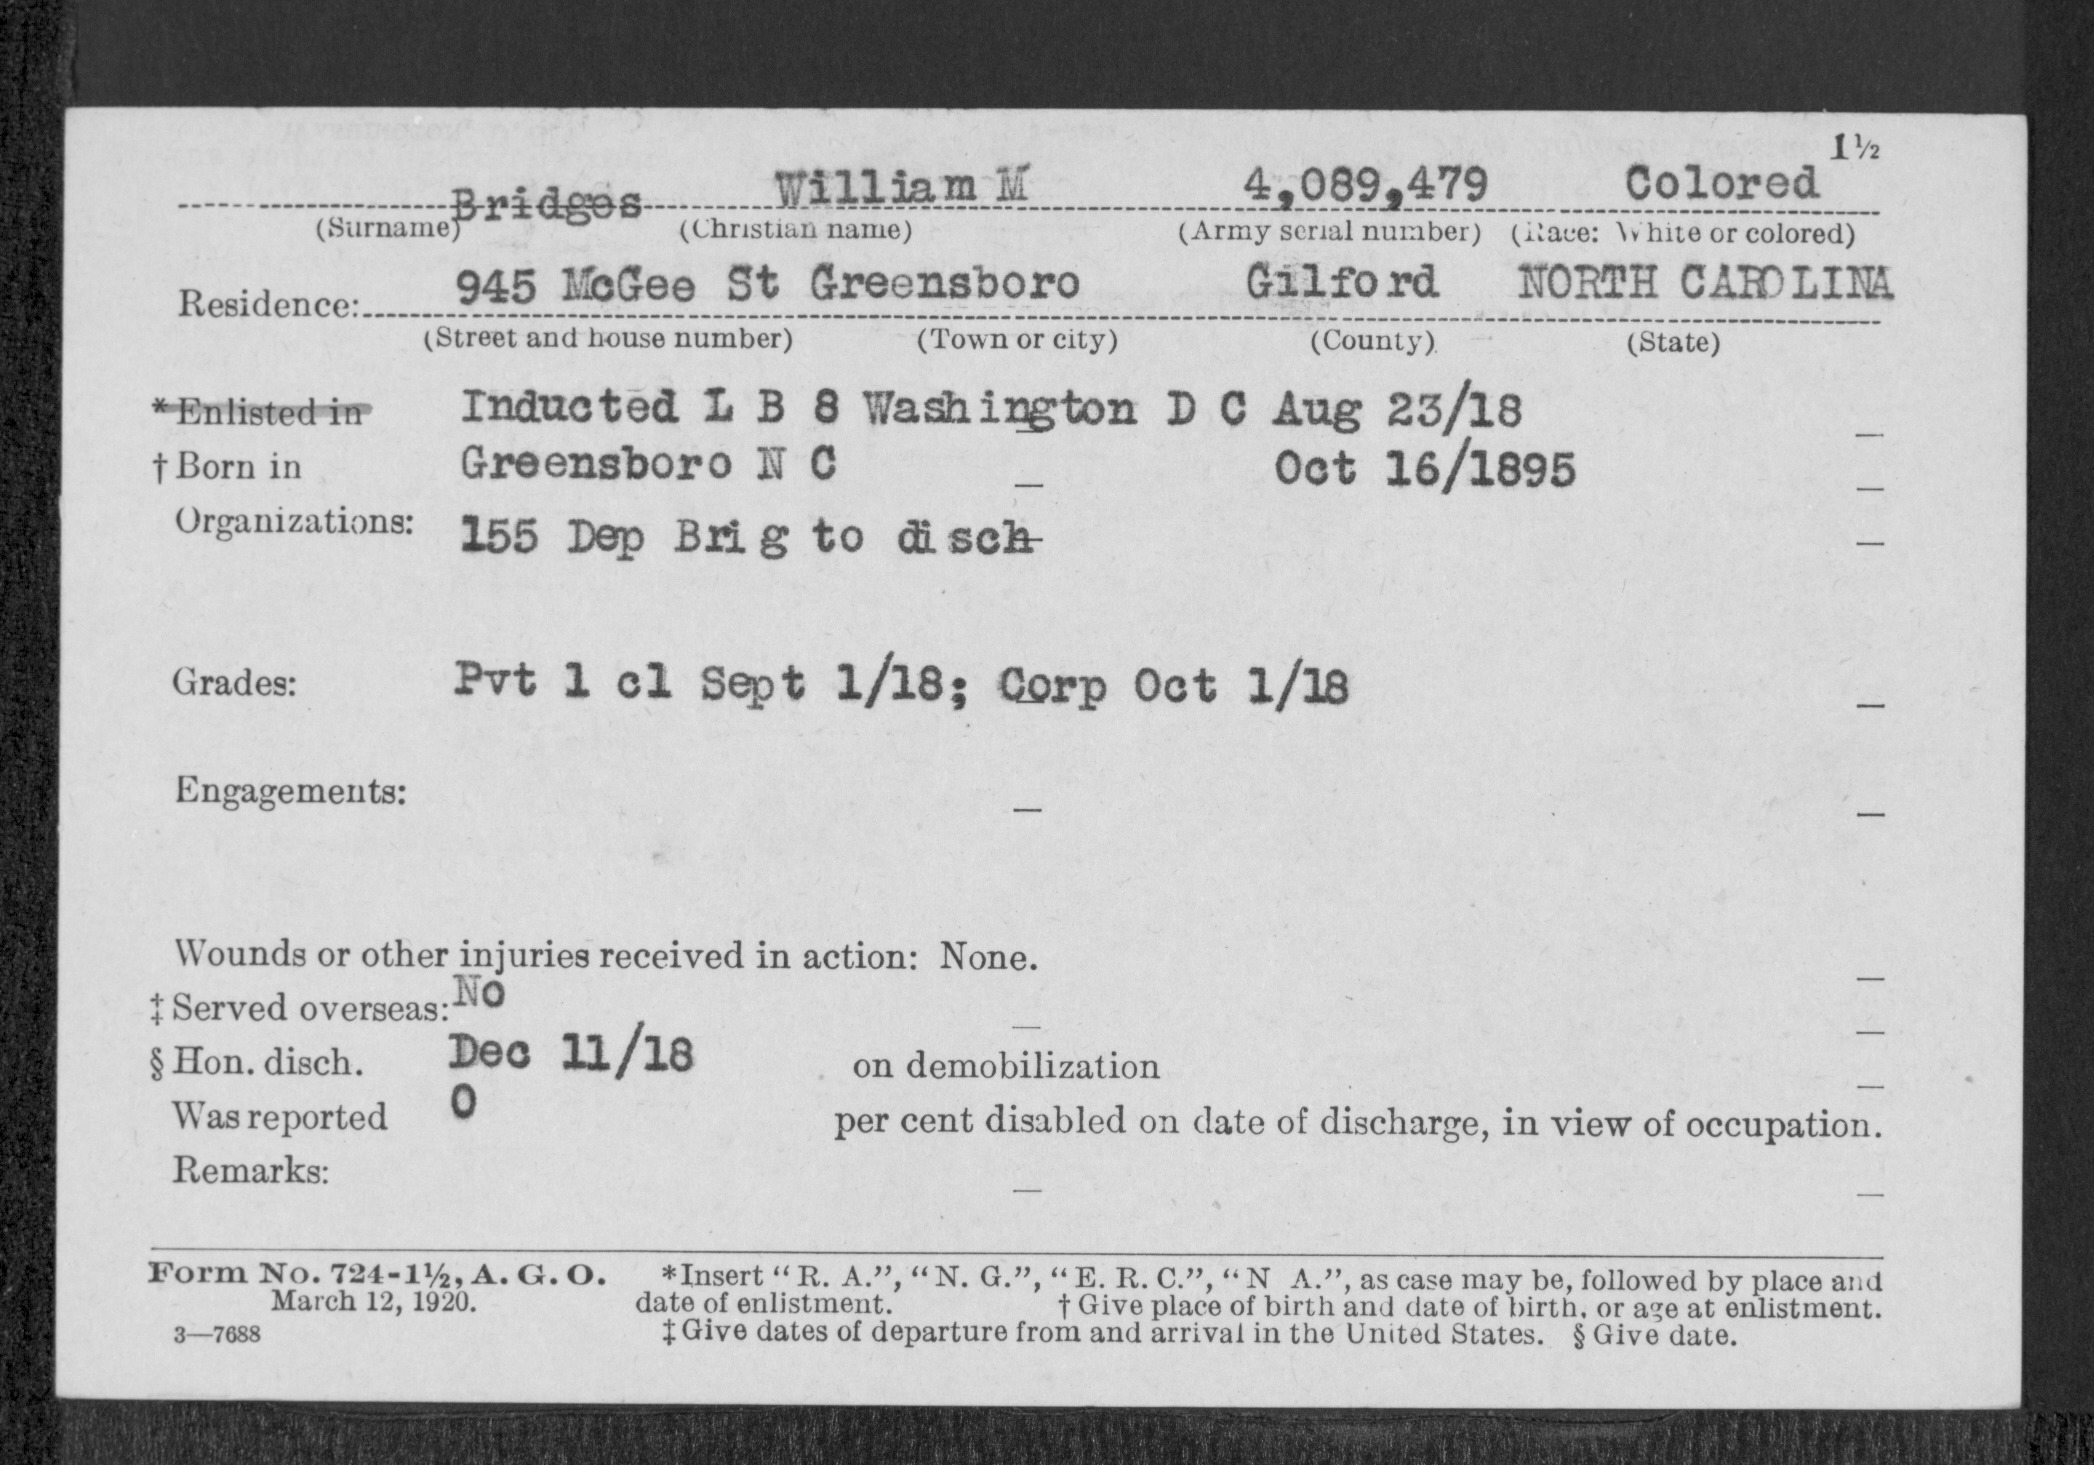 1½
Bridges William M 4,089,479 Colored
(Surname) (Christian name) (Army serial number) (Race: White or colored)
Residence: 945 McGee St Greensboro Gilford NORTH CAROLINA
(Street and house number) (Town or city) (County) (State)
*Enlisted in Inducted L B 8 Washington D C Aug 23/18
†Born in Greensboro N C Oct 16/1895
Organizations: 155 Dep Brig to disch
Grades: Pvt 1 cl Sept 1/18; Corp Oct 1/18
Engagements:
Wounds or other injuries received in action: None.
‡Served overseas: No
§Hon. disch. Dec 11/18 on demobilization
Was reported 0 per cent disabled on date of discharge, in view of occupation.
Remarks:
Form No. 724-1½, A. G. O. *Insert "R. A.", "N. G.", "E. R. C.", "N A.", as case may be, followed by place and
March 12, 1920. date of enlistment. †Give place of birth and date of birth, or age at enlistment.
3—7688 ‡Give dates of departure from and arrival in the United States. §Give date.